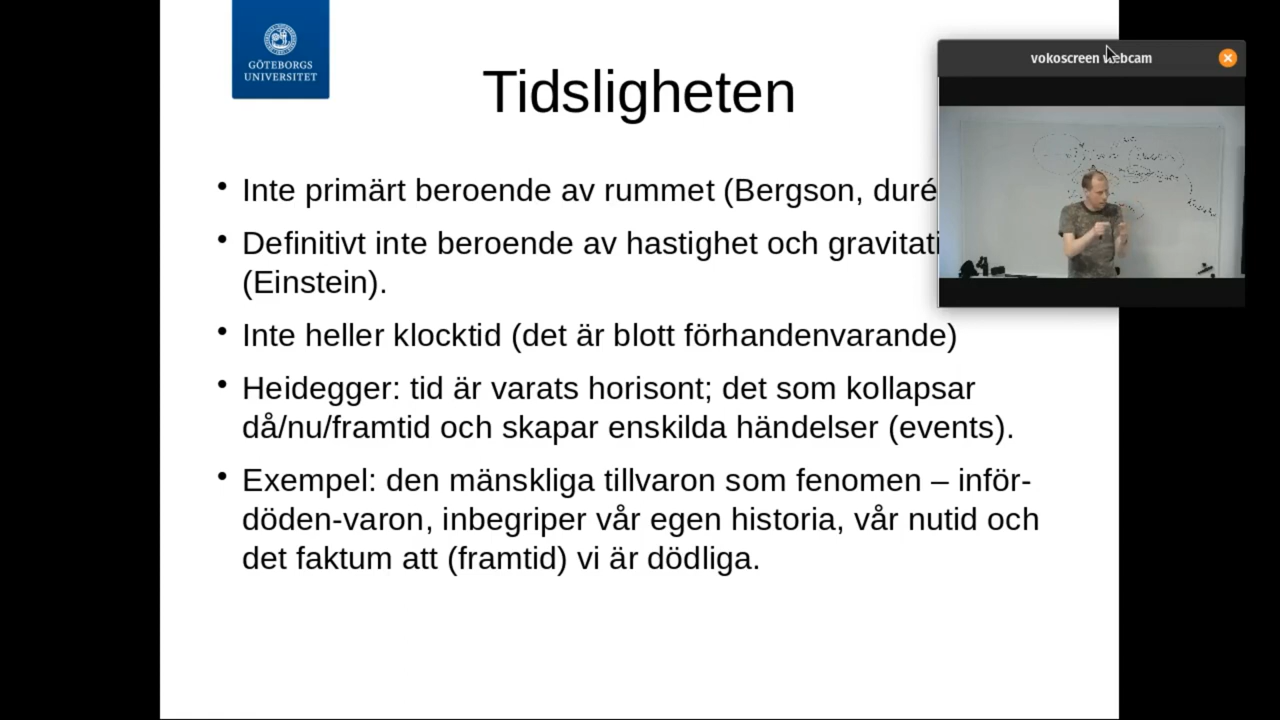 GÖTEBORGS
UNIVERSITET
Tidsligheten
vokoscreen webcam
• Inte primärt beroende av rummet (Bergson,
• Definitivt inte beroende av hastighet och
(Einstein).
• Inte heller klocktid (det är blott förhandenvarande)
• Heidegger: tid är varats horisont; det som kollapsar
då/nu/framtid och skapar enskilda händelser (events).
• Exempel: den mänskliga tillvaron som fenomen – inför-
döden-varon, inbegriper vår egen historia, vår nutid och
det faktum att (framtid) vi är dödliga.